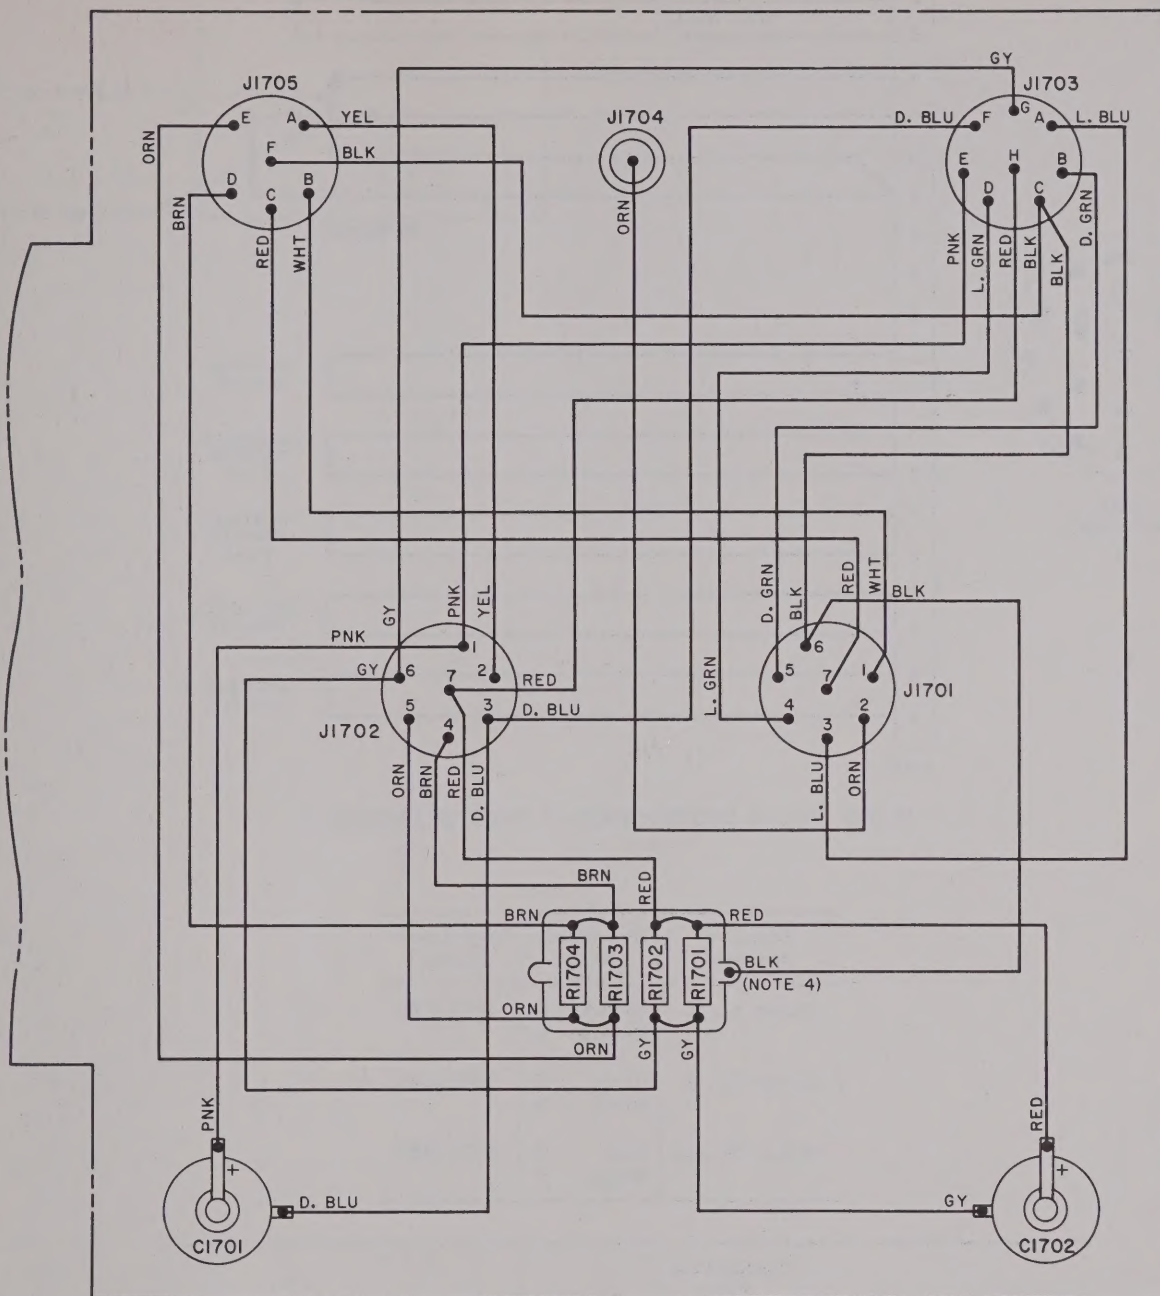 GY
J1705
J1703
J1704
E
A
YEL
ORN
F
BLK
D
C
B
BRN
RED
WHT
ORN
D. BLU
F
G
A
L. BLU
E
H
B
D
C
PNK
L. GRN
RED
BLK
BLK
D. GRN
GY
PNK
YEL
D. GRN
BLK
RED
WHT
BLK
PNK
1
GY
6
7
2
RED
5
4
3
D. BLU
J1702
6
5
7
1
J1701
4
3
2
L. GRN
ORN
BRN
RED
D. BLU
L. BLU
ORN
BRN
RED
BRN
RED
R1704
R1703
R1702
R1701
BLK
(NOTE 4)
ORN
ORN
GY
GY
PNK
RED
+
D. BLU
C1701
+
GY
C1702